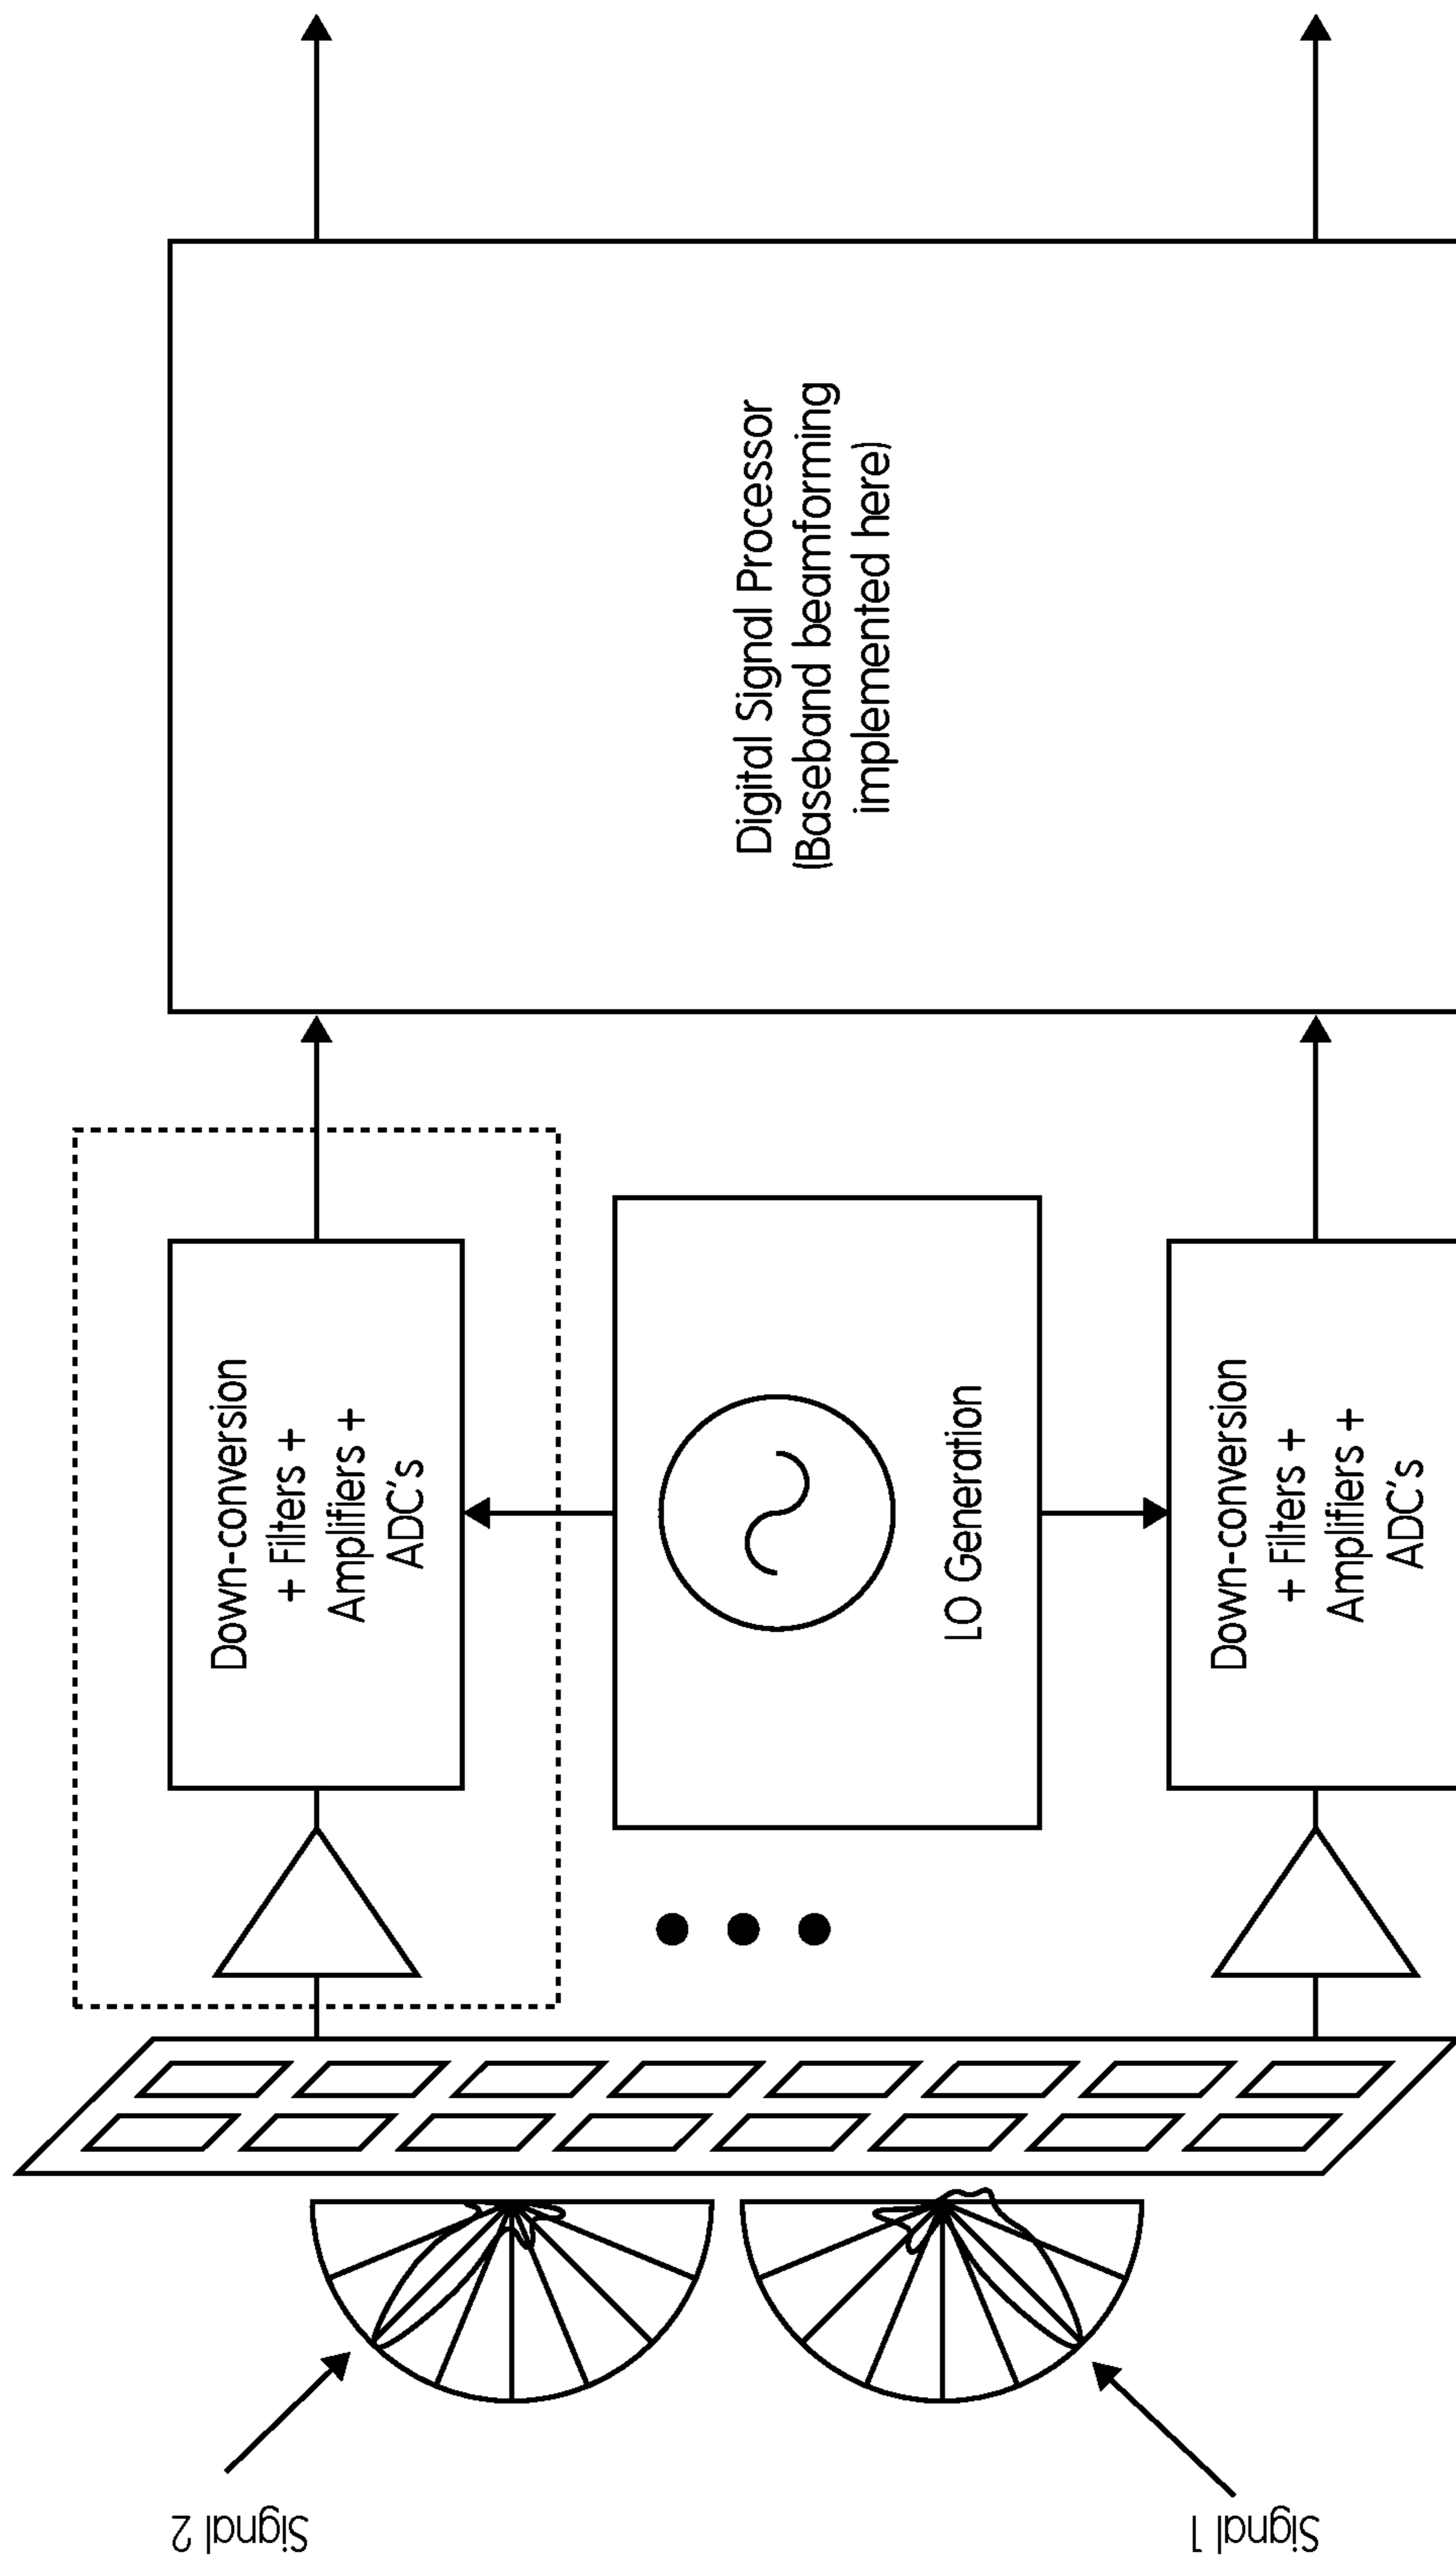 Signal 2
Signal 1
Down-conversion
+ Filters +
Amplifiers +
ADC's
LO Generation
Down-conversion
+ Filters +
Amplifiers +
ADC's
Digital Signal Processor
(Baseband beamforming
implemented here)